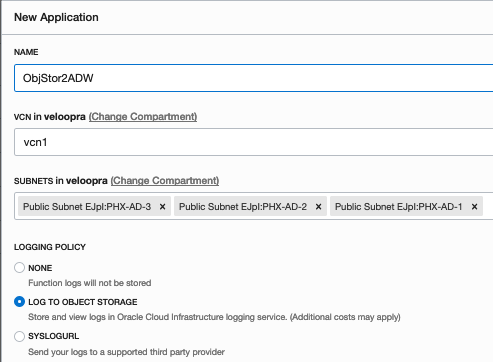 New Application
NAME
ObjStor2ADW
VCN in veloopra (Change Compartment)
vcn1
SUBNETS in veloopra (Change Compartment)
Public Subnet EJpl:PHX-AD-3 × Public Subnet EJpl:PHX-AD-2 × Public Subnet EJpl:PHX-AD-1 ×
LOGGING POLICY
NONE
Function logs will not be stored
LOG TO OBJECT STORAGE
Store and view logs in Oracle Cloud Infrastructure logging service. (Additional costs may apply)
SYSLOGURL
Send your logs to a supported third party provider